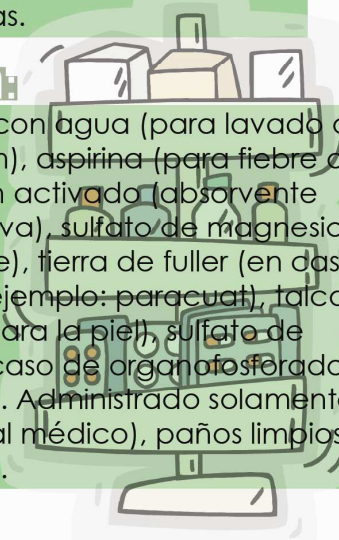 as.
con agua (para lavado
), aspirina (para fiebre
activado (absorvente
va), sulfato de magnesio
e), tierra de fuller (en cas
ejemplo: paracuat), talco
ara la piel), sulfato de
caso de organofosforado
. Administrado solament
al médico), paños limpios
.